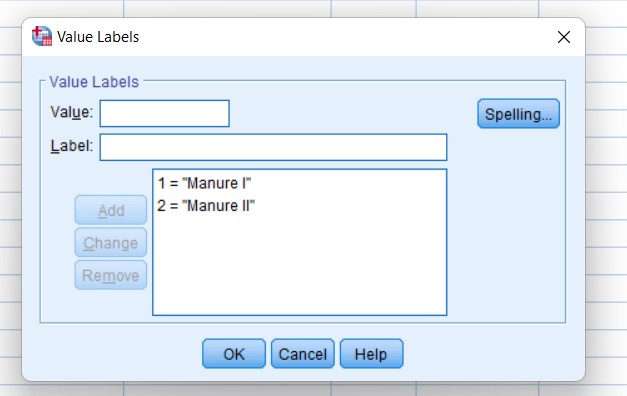 Value Labels
Value Labels
Value:
Spelling...
Label:
1 = "Manure I"
2 = "Manure II"
Add
Change
Remove
OK Cancel Help